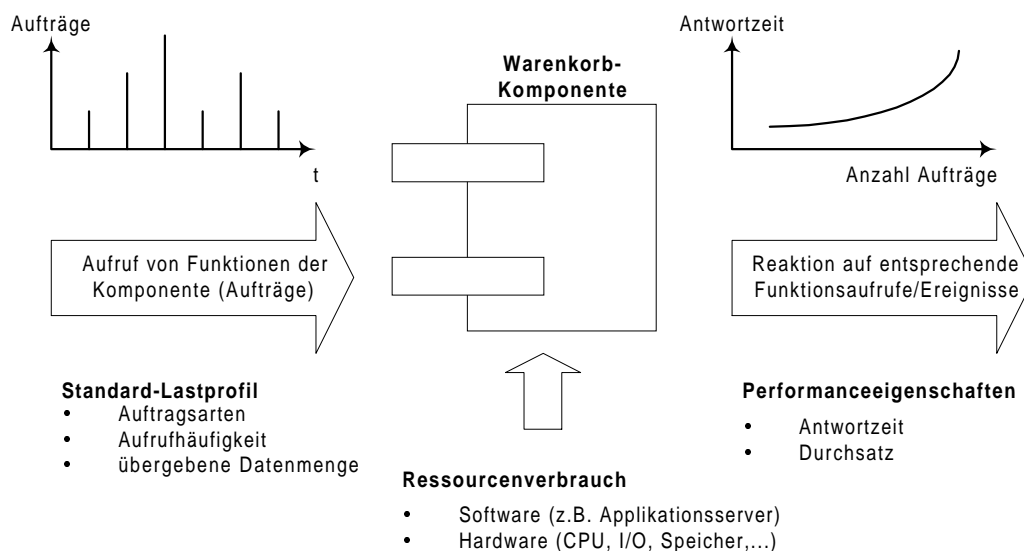 Aufträge
t
Warenkorb-
Komponente
Antwortzeit
Anzahl Aufträge
Aufruf von Funktionen der
Komponente (Aufträge)
Reaktion auf entsprechende
Funktionsaufrufe/Ereignisse
Standard-Lastprofil
• Auftragsarten
• Aufrufhäufigkeit
• übergebene Datenmenge
Ressourcenverbrauch
• Software (z.B. Applikationsserver)
• Hardware (CPU, I/O, Speicher,...)
Performanceeigenschaften
• Antwortzeit
• Durchsatz